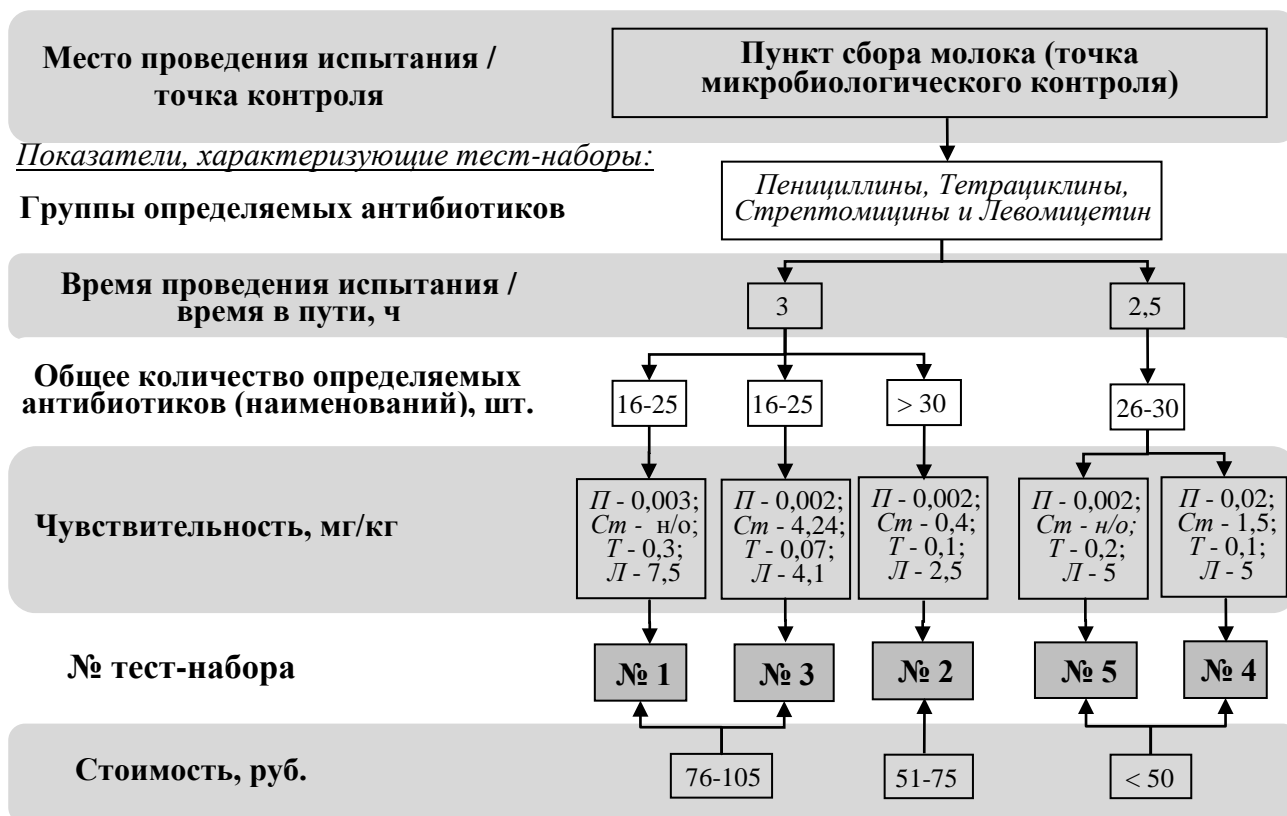 Место проведения испытания /
точка контроля
Пункт сбора молока (точка
микробиологического контроля)
Показатели, характеризующие тест-наборы:
Группы определяемых антибиотиков
Пенициллины, Тетрациклины,
Стрептомицины и Левомицетин
Время проведения испытания /
время в пути, ч
3
2,5
Общее количество определяемых
антибиотиков (наименований), шт.
16-25
16-25
> 30
26-30
Чувствительность, мг/кг
П - 0,003;
Ст - н/о;
Т - 0,3;
Л - 7,5
П - 0,002;
Ст - 4,24;
Т - 0,07;
Л - 4,1
П - 0,002;
Ст - 0,4;
Т - 0,1;
Л - 2,5
П - 0,002;
Ст - н/о;
Т - 0,2;
Л - 5
П - 0,02;
Ст - 1,5;
Т - 0,1;
Л - 5
№ тест-набора
№ 1
№ 3
№ 2
№ 5
№ 4
Стоимость, руб.
76-105
51-75
< 50